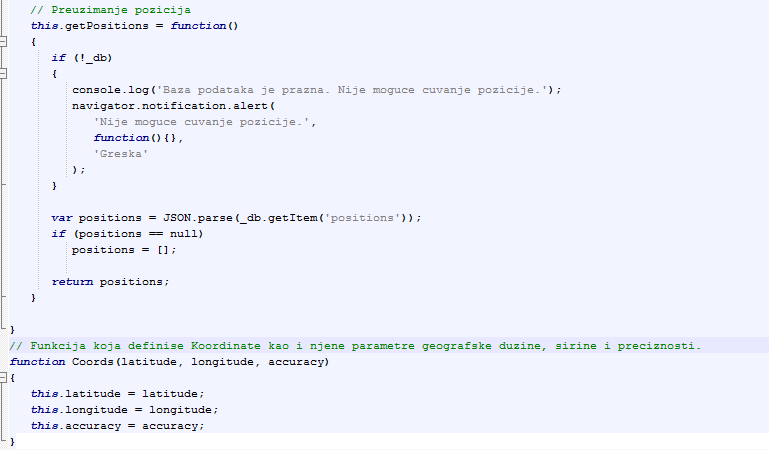 // Preuzimanje pozicija
this.getPositions = function()
{
if (!_db)
{
console.log('Baza podataka je prazna. Nije moguce cuvanje pozicije.');
navigator.notification.alert(
'Nije moguce cuvanje pozicije.',
function(){},
'Greska'
);
}
var positions = JSON.parse(_db.getItem('positions'));
if (positions == null)
positions = [];
return positions;
}
}
// Funkcija koja definise Koordinate kao i njene parametre geografske duzine, sirine i preciznosti.
function Coords(latitude, longitude, accuracy)
{
this.latitude = latitude;
this.longitude = longitude;
this.accuracy = accuracy;
}